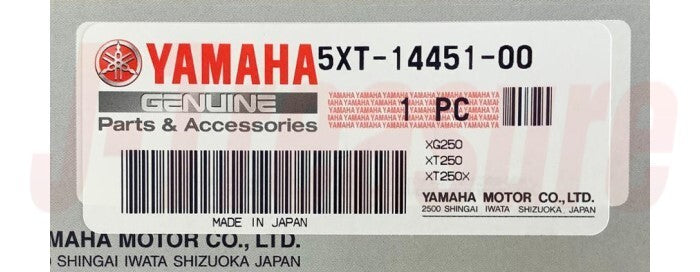 YAMAHA 5XT-14451-00
GENUINE
Parts & Accessories
1 PC
XG250
XT250
XT250X
YAMAHA MOTOR CO.,LTD.
2500 SHINGAI IWATA SHIZUOKA, JAPAN
MADE IN JAPAN
MAHA MOTOR CO., LTD.
SHINGAI IWATA SHIZUOKA JAPAN